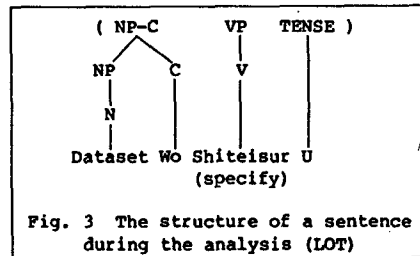 ( NP-C VP TENSE )
NP C V
N
Dataset Wo Shiteisur U
(specify)
Fig. 3 The structure of a sentence
during the analysis (LOT)